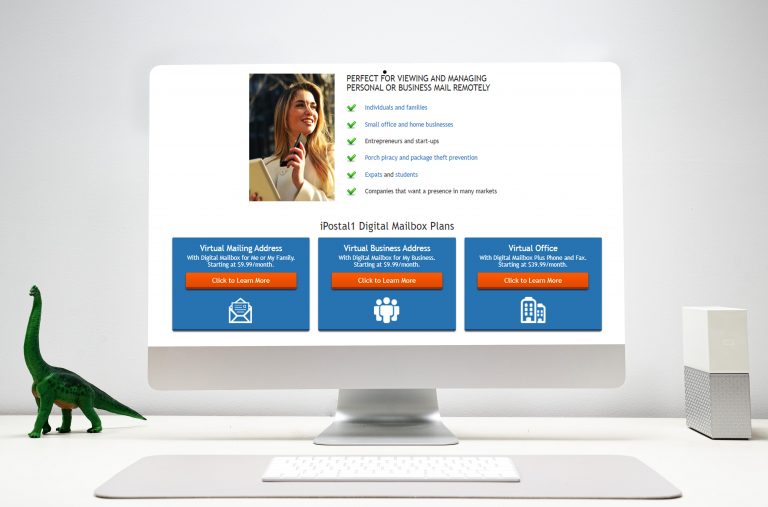 PERFECT FOR VIEWING AND MANAGING
PERSONAL OR BUSINESS MAIL REMOTELY
Individuals and families
Small office and home businesses
Entrepreneurs and start-ups
Porch piracy and package theft prevention
Expats and students
Companies that want a presence in many markets
iPostal1 Digital Mailbox Plans
Virtual Mailing Address
With Digital Mailbox for Me or My Family.
Starting at $9.99/month.
Click to Learn More
Virtual Business Address
With Digital Mailbox for My Business.
Starting at $9.99/month.
Click to Learn More
Virtual Office
With Digital Mailbox Plus Phone and Fax.
Starting at $39.99/month.
Click to Learn More